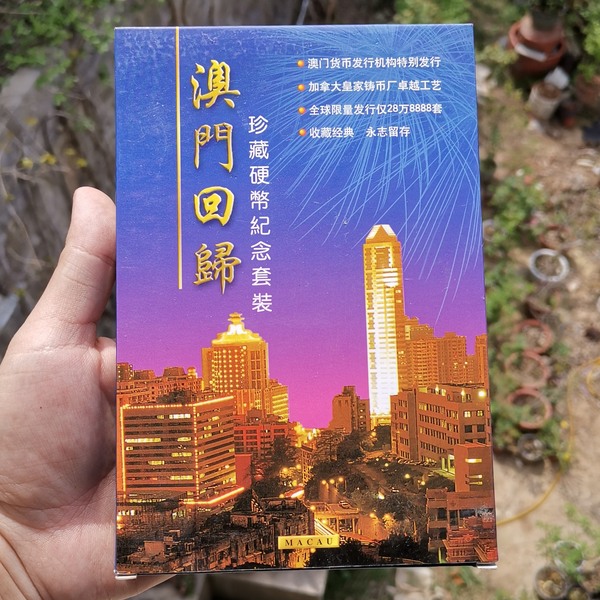 澳門回歸
珍藏硬幣紀念套裝
澳门货币发行机构特别发行
加拿大皇家铸币厂卓越工艺
全球限量发行仅28万8888套
收藏经典 永志留存
MACAU